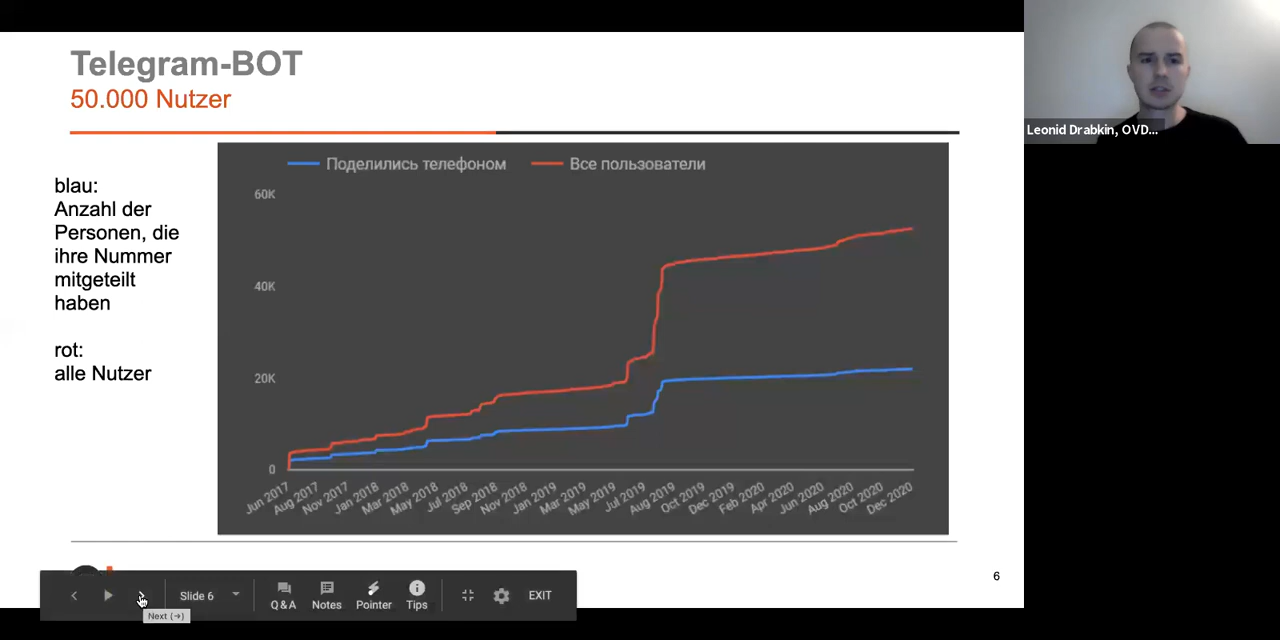 Telegram-BOT
50.000 Nutzer
Leonid Drabkin, OVD...
blau:
Anzahl der
Personen, die
ihre Nummer
mitgeteilt
haben
rot:
alle Nutzer
Поделились телефоном Все пользователи
60K
40K
20K
0
Jun 2017 Aug 2017 Nov 2017 Jan 2018 Mar 2018 May 2018 Jul 2018 Sep 2018 Nov 2018 Jan 2019 Mar 2019 May 2019 Jul 2019 Aug 2019 Oct 2019 Dec 2019 Feb 2020 Apr 2020 Jun 2020 Aug 2020 Oct 2020 Dec 2020
6
Slide 6 Q&A Notes Pointer Tips EXIT
Next (→)